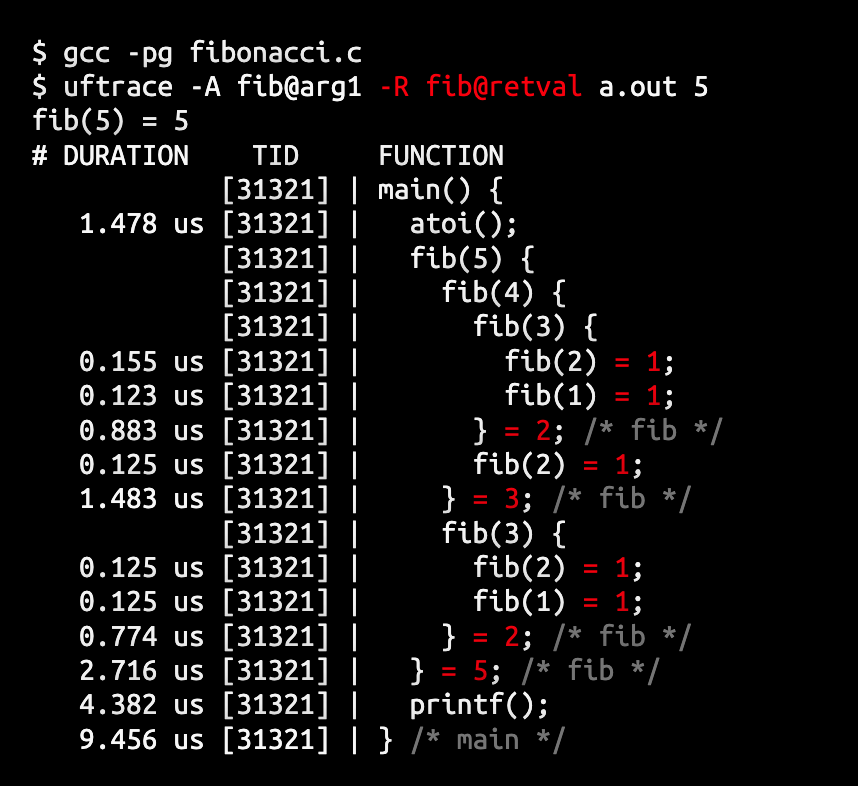 $ gcc -pg fibonacci.c
$ uftrace -A fib@arg1 -R fib@retval a.out 5
fib(5) = 5
# DURATION    TID     FUNCTION
            [31321] | main() {
   1.478 us [31321] |   atoi();
            [31321] |   fib(5) {
            [31321] |     fib(4) {
            [31321] |       fib(3) {
   0.155 us [31321] |         fib(2) = 1;
   0.123 us [31321] |         fib(1) = 1;
   0.883 us [31321] |       } = 2; /* fib */
   0.125 us [31321] |       fib(2) = 1;
   1.483 us [31321] |     } = 3; /* fib */
            [31321] |     fib(3) {
   0.125 us [31321] |       fib(2) = 1;
   0.125 us [31321] |       fib(1) = 1;
   0.774 us [31321] |     } = 2; /* fib */
   2.716 us [31321] |   } = 5; /* fib */
   4.382 us [31321] |   printf();
   9.456 us [31321] | } /* main */